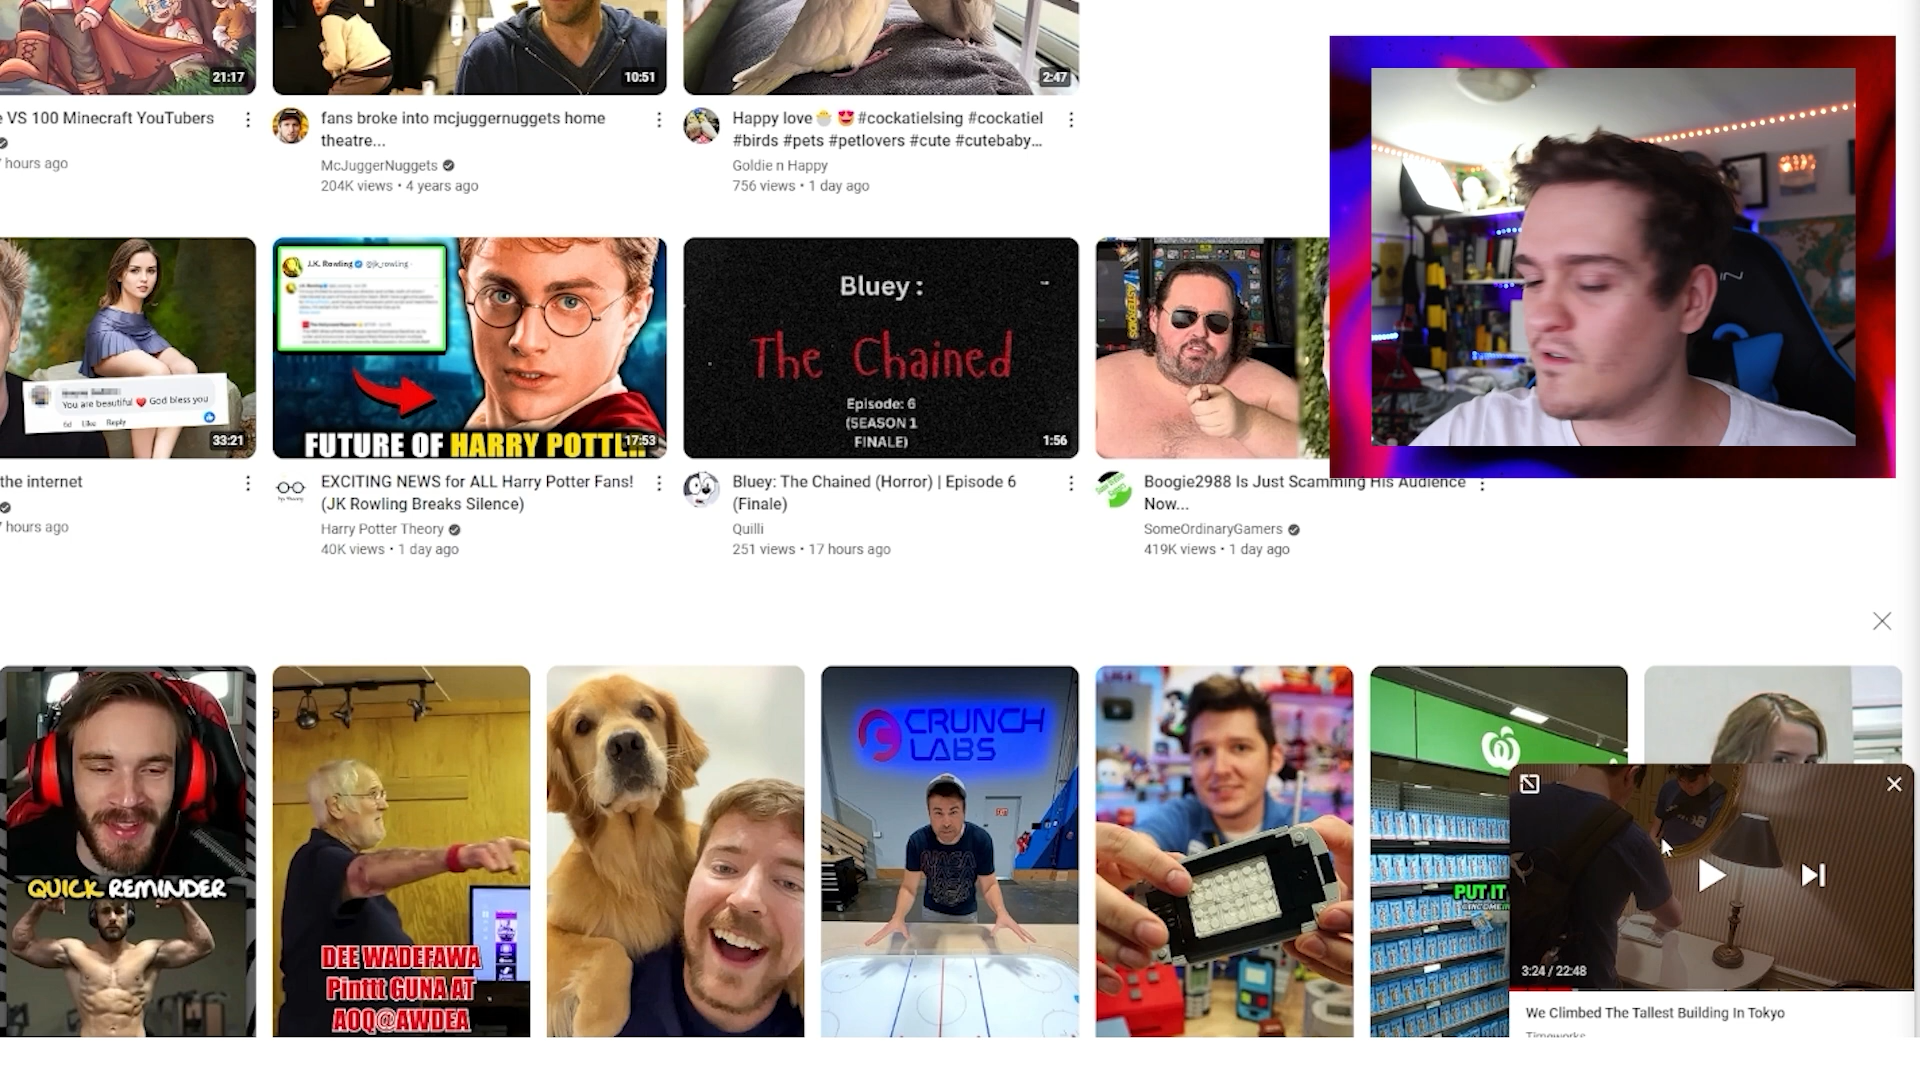 21:17
10:51
2:47
VS 100 Minecraft YouTubers
hours ago
fans broke into mcjuggernuggets home
theatre...
McJuggerNuggets
204K views • 4 years ago
Happy love🐣 😍 #cockatielsing #cockatiel
#birds #pets #petlovers #cute #cutebaby...
Goldie n Happy
756 views • 1 day ago
You are beautiful ❤ God bless you
6d Like Reply
33:21
J.K. Rowling @jk_rowling
FUTURE OF HARRY
17:53
Bluey:
The Chained
Episode: 6
(SEASON 1
FINALE)
1:56
the internet
hours ago
EXCITING NEWS for ALL Harry Potter Fans!
(JK Rowling Breaks Silence)
Harry Potter Theory
40K views • 1 day ago
Bluey: The Chained (Horror) | Episode 6
(Finale)
Quilli
251 views • 17 hours ago
Boogie2988 Is Just Scamming His Audience
Now...
SomeOrdinaryGamers
419K views • 1 day ago
QUICK REMINDER
DEE WADEFAWA
Pinttt GUNA AT
AOQ@AWDEA
CRUNCH
LABS
NASA
PUT IT
3:24 / 22:48
We Climbed The Tallest Building In Tokyo